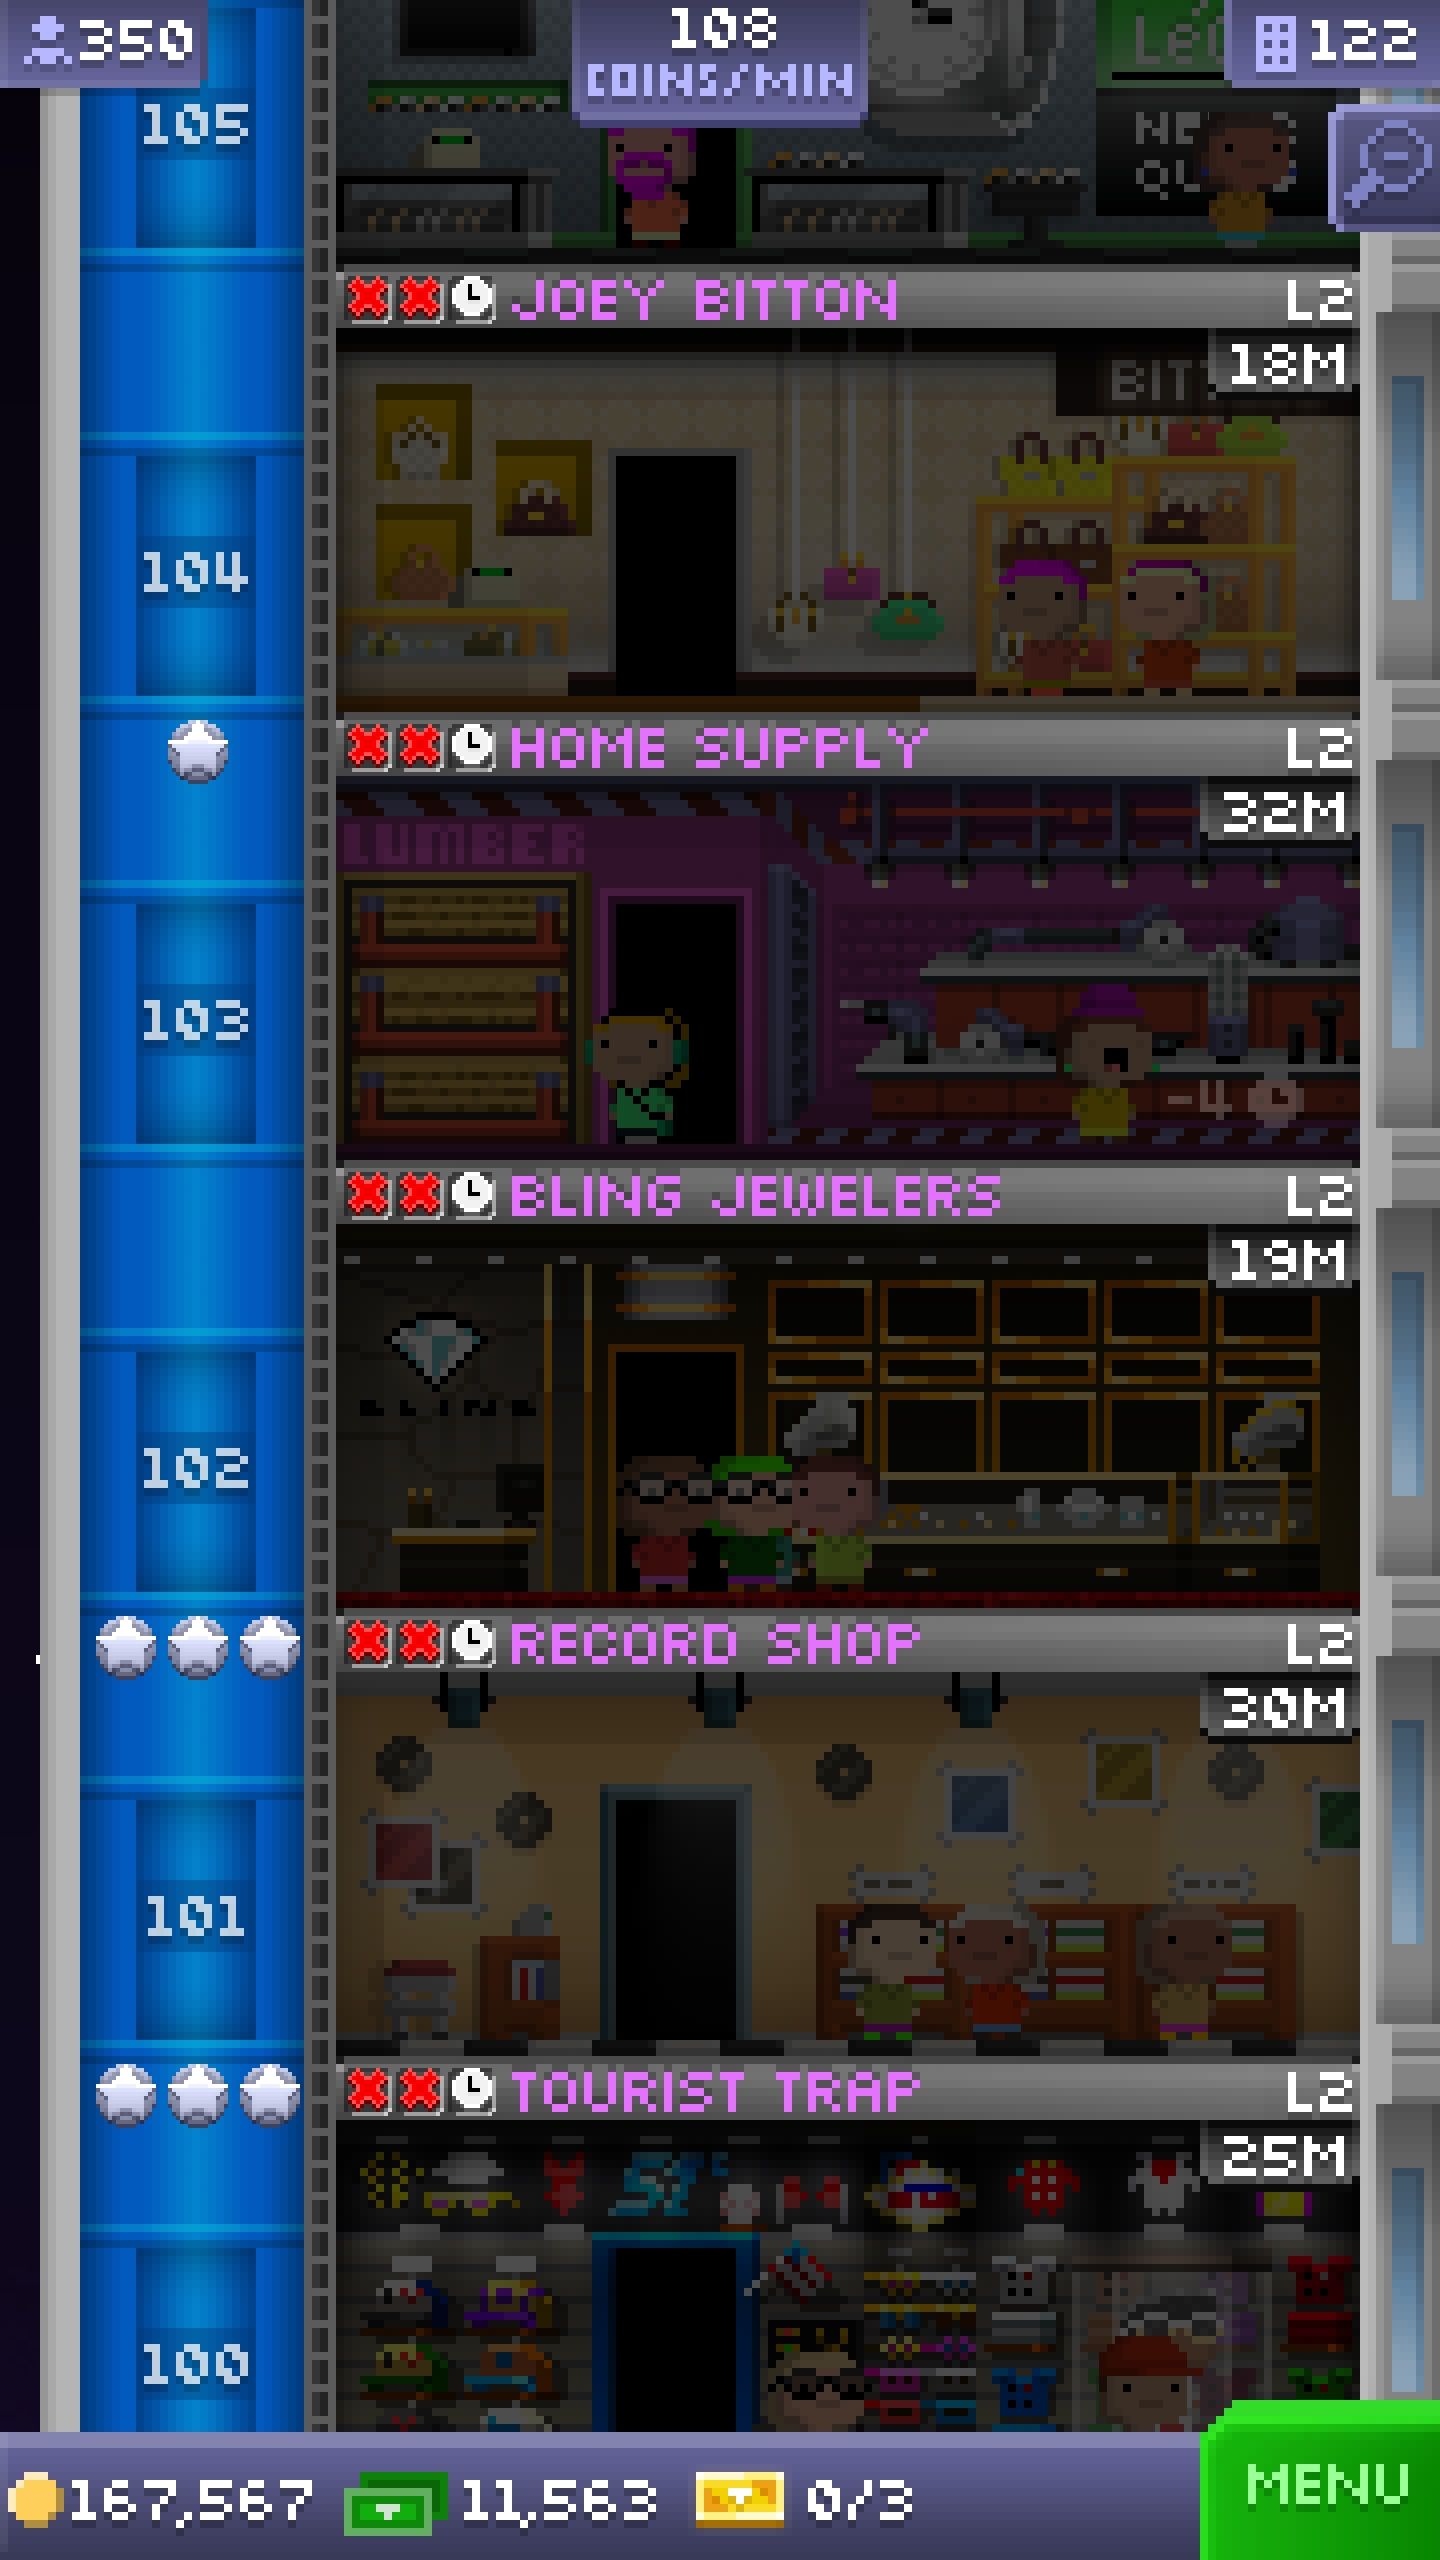 350
108
COINS/MIN
122
105
JOEY BITTON
L2
18M
BIT
104
HOME SUPPLY
L2
32M
LUMBER
103
-4
BLING JEWELERS
L2
19M
BLING
102
RECORD SHOP
L2
30M
101
TOURIST TRAP
L2
25M
100
167,567
11,563
0/3
MENU